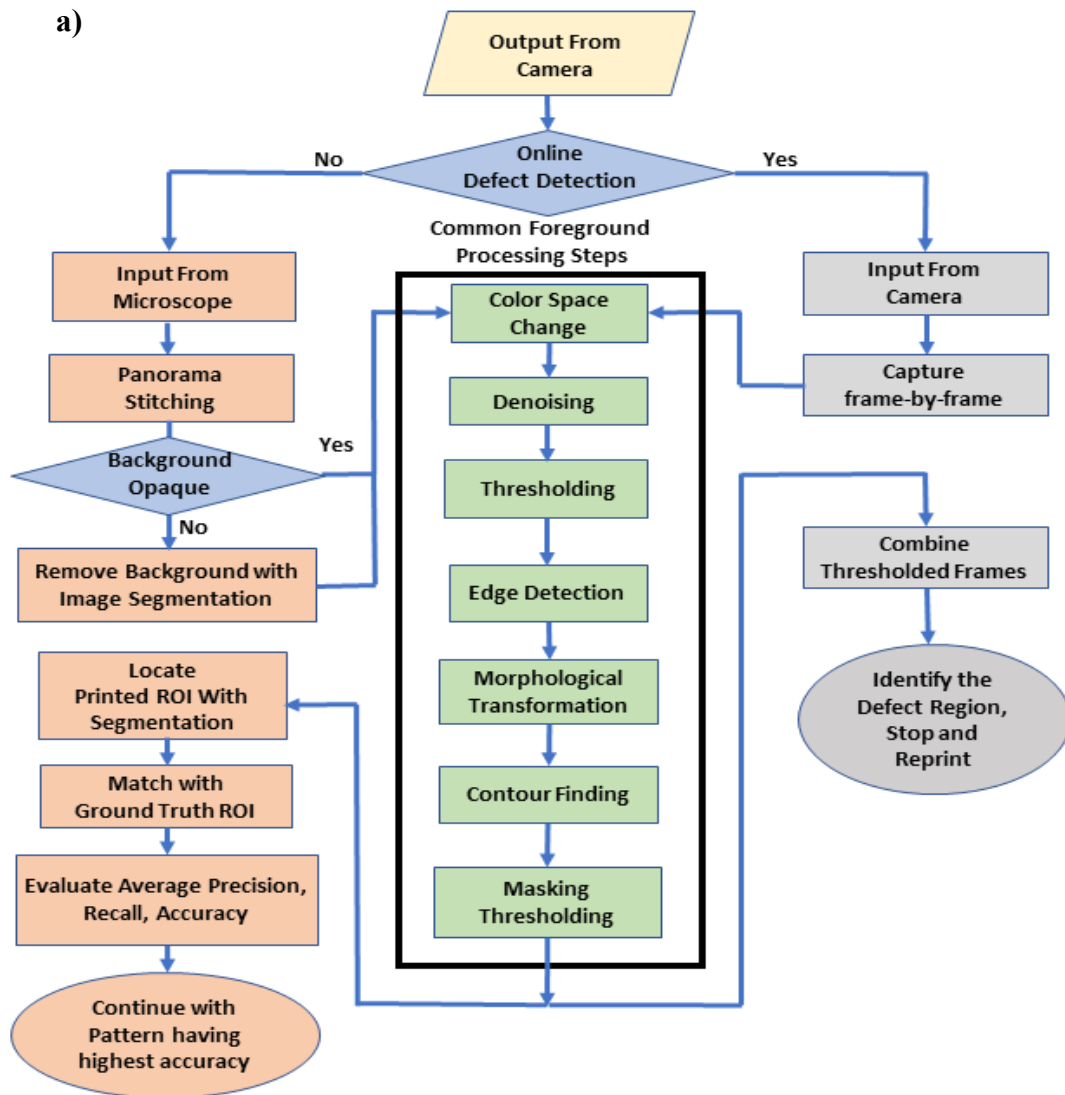 a)
Output From
Camera
Online
Defect Detection
No
Yes
Common Foreground
Processing Steps
Input From
Microscope
Panorama
Stitching
Background
Opaque
Yes
No
Remove Background with
Image Segmentation
Input From
Camera
Capture
frame-by-frame
Color Space
Change
Denoising
Thresholding
Edge Detection
Morphological
Transformation
Contour Finding
Masking
Thresholding
Locate
Printed ROI With
Segmentation
Match with
Ground Truth ROI
Evaluate Average Precision,
Recall, Accuracy
Continue with
Pattern having
highest accuracy
Combine
Thresholded Frames
Identify the
Defect Region,
Stop and
Reprint